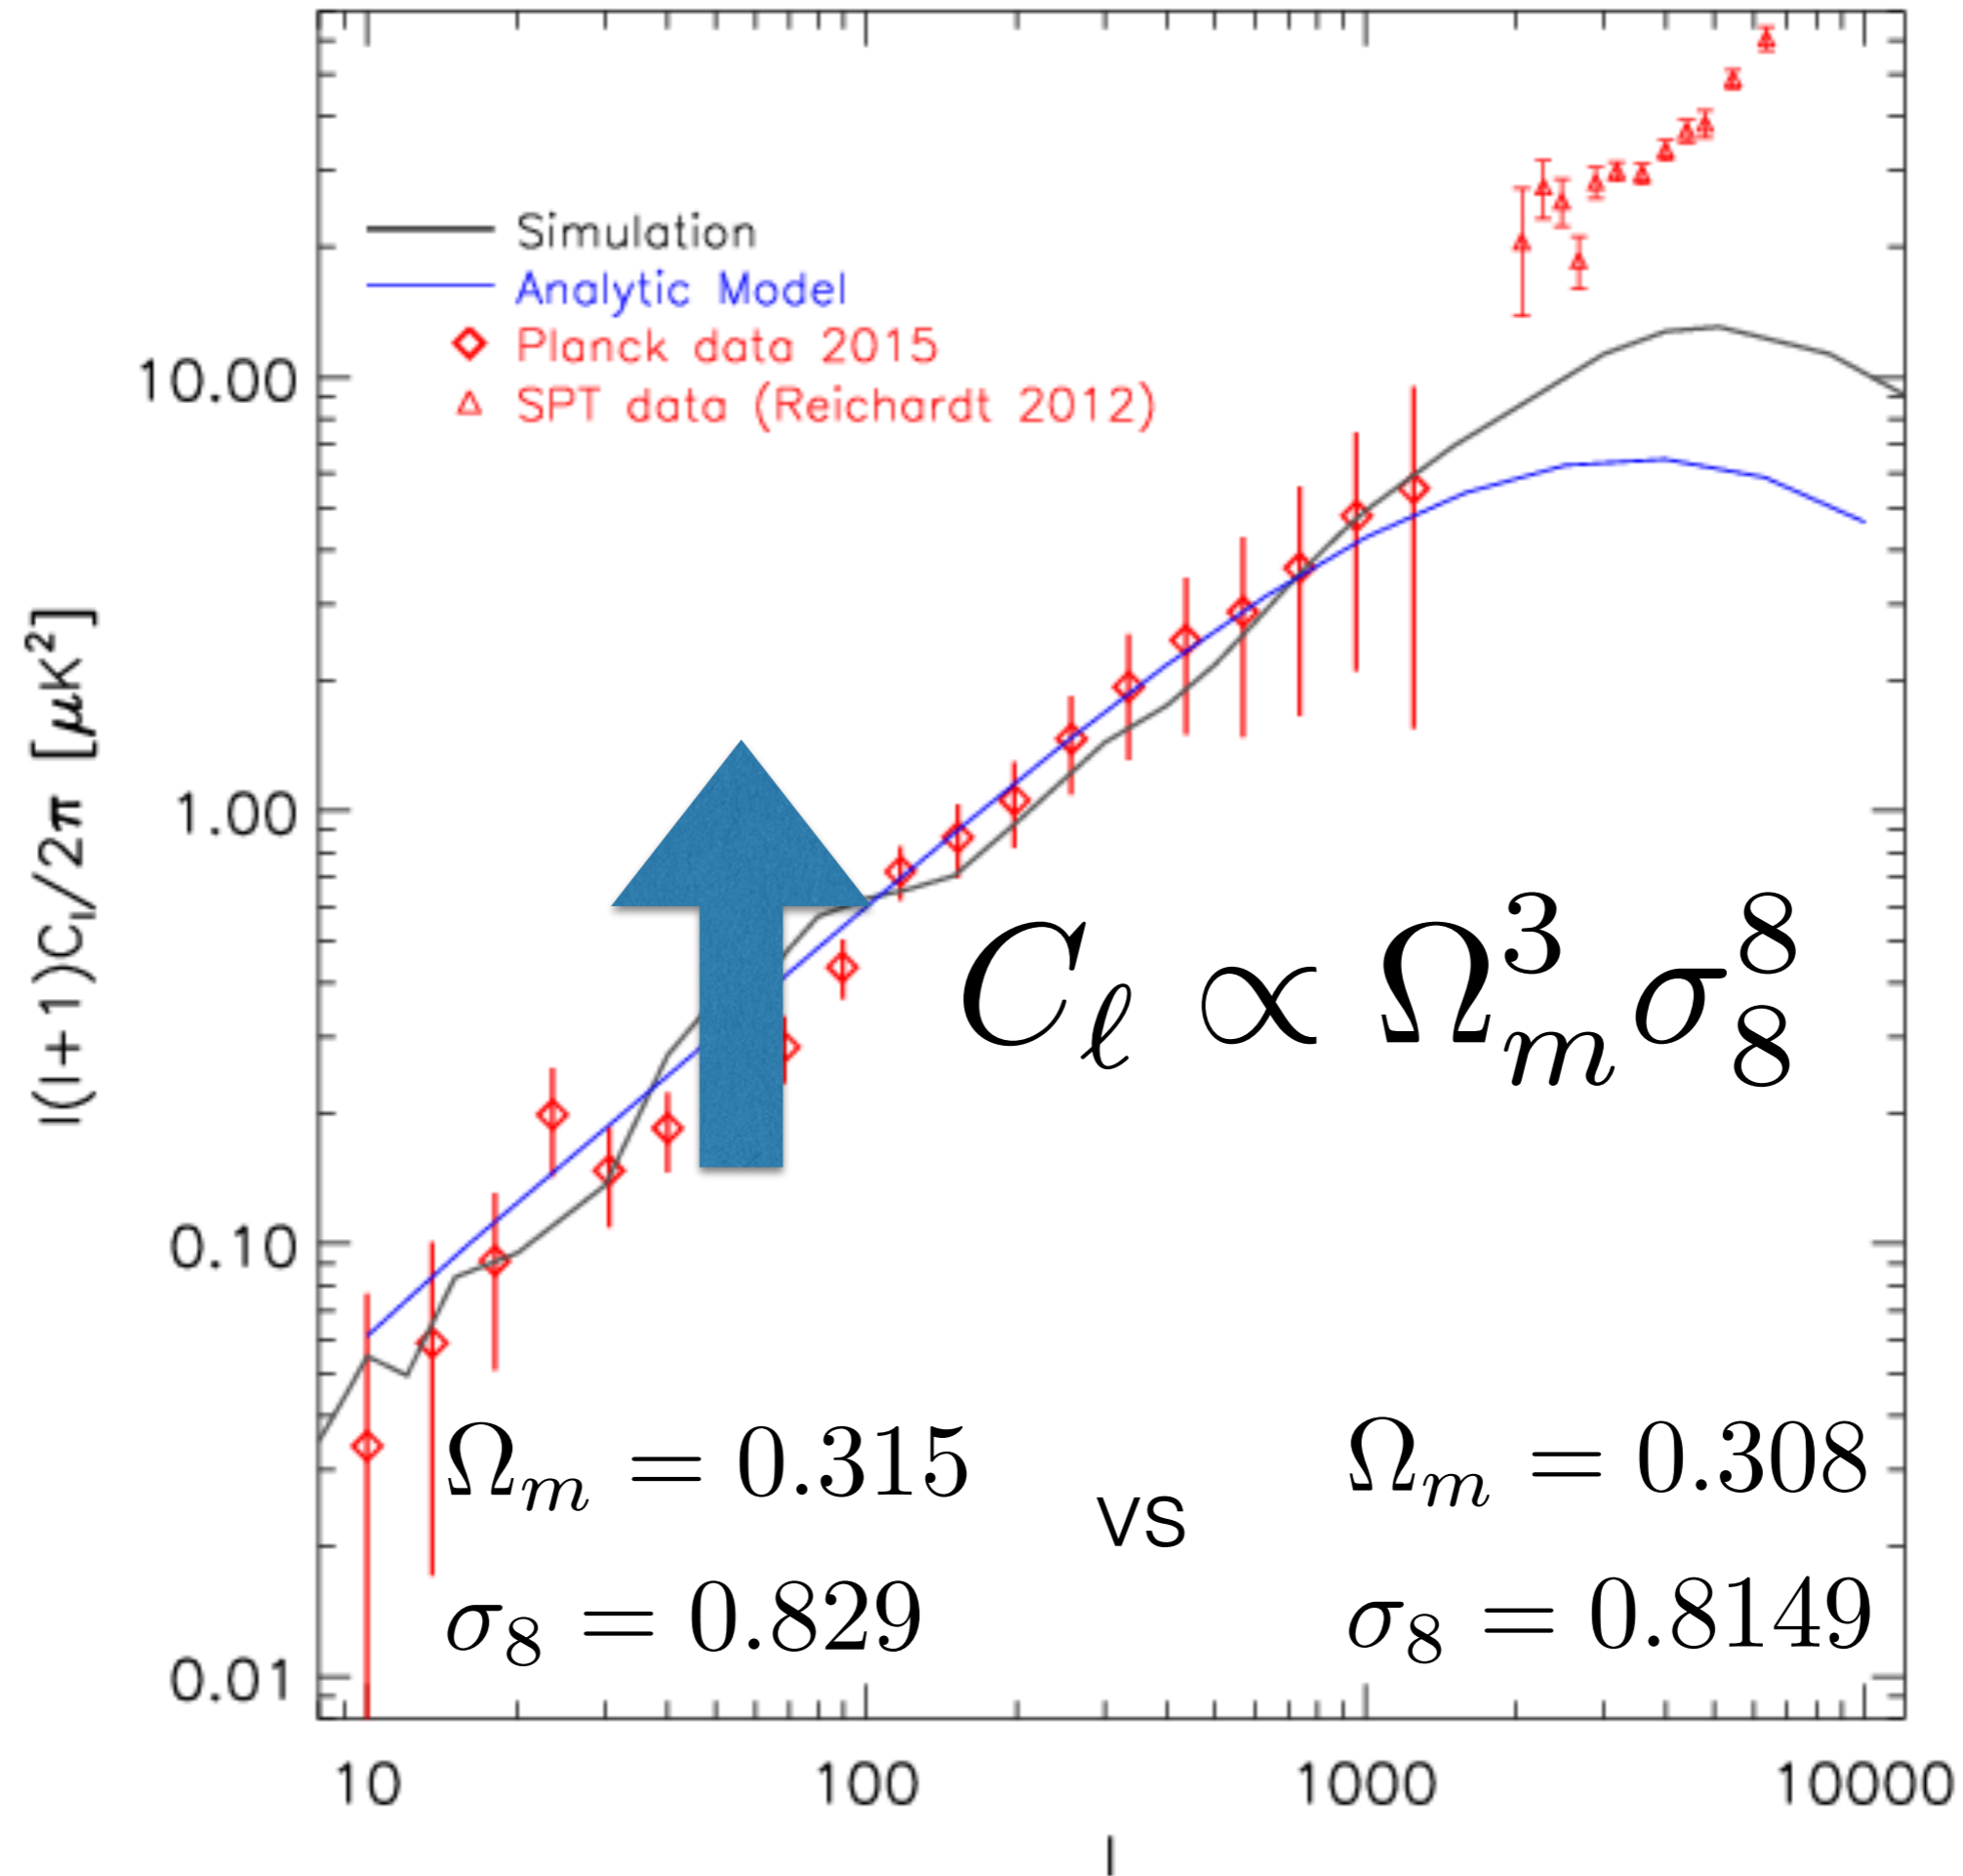 Simulation
Analytic Model
Planck data 2015
SPT data (Reichardt 2012)
10.00
1.00
0.10
0.01
l(l+1)C_l/2π [μK²]
C_ℓ ∝ Ω_m^3 σ_8^8
Ω_m = 0.315
σ_8 = 0.829
vs
Ω_m = 0.308
σ_8 = 0.8149
10 100 1000 10000
l